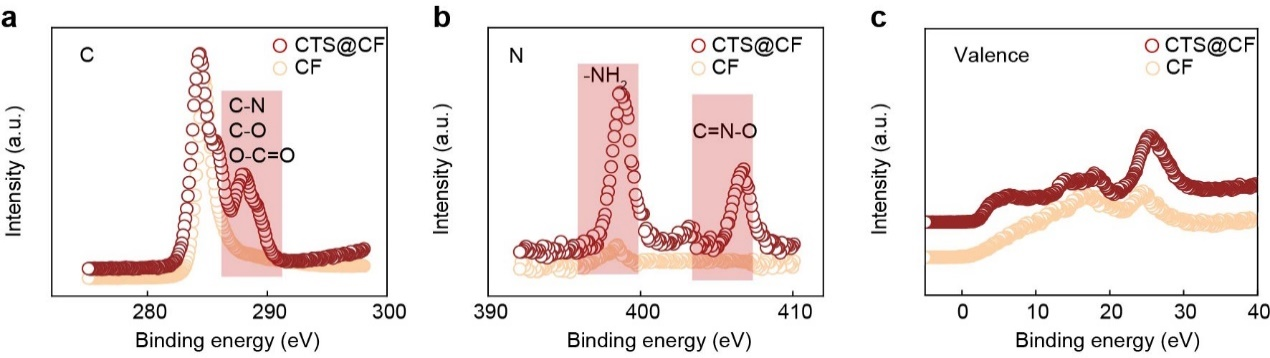 a
C
CTS@CF
CF
C-N
C-O
O-C=O
Intensity (a.u.)
280
290
300
Binding energy (eV)
b
N
CTS@CF
CF
-NH₂
C=N-O
Intensity (a.u.)
390
400
410
Binding energy (eV)
c
Valence
CTS@CF
CF
Intensity (a.u.)
0
10
20
30
40
Binding energy (eV)